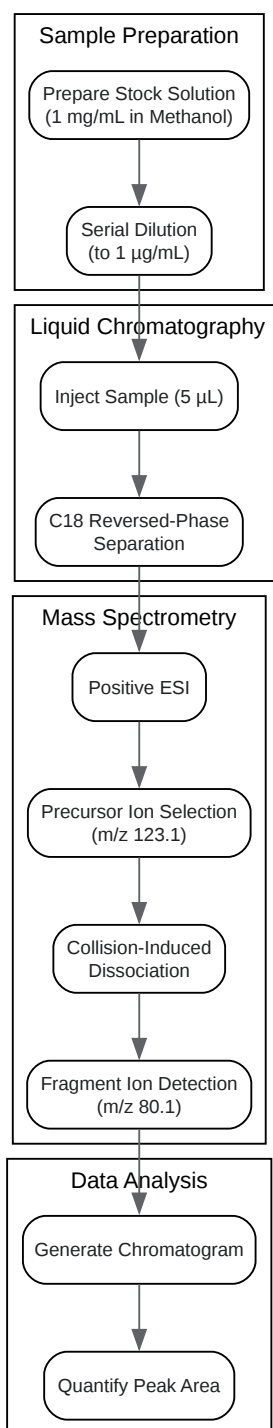 Sample Preparation
Prepare Stock Solution
(1 mg/mL in Methanol)
Serial Dilution
(to 1 µg/mL)
Liquid Chromatography
Inject Sample (5 µL)
C18 Reversed-Phase
Separation
Mass Spectrometry
Positive ESI
Precursor Ion Selection
(m/z 123.1)
Collision-Induced
Dissociation
Fragment Ion Detection
(m/z 80.1)
Data Analysis
Generate Chromatogram
Quantify Peak Area